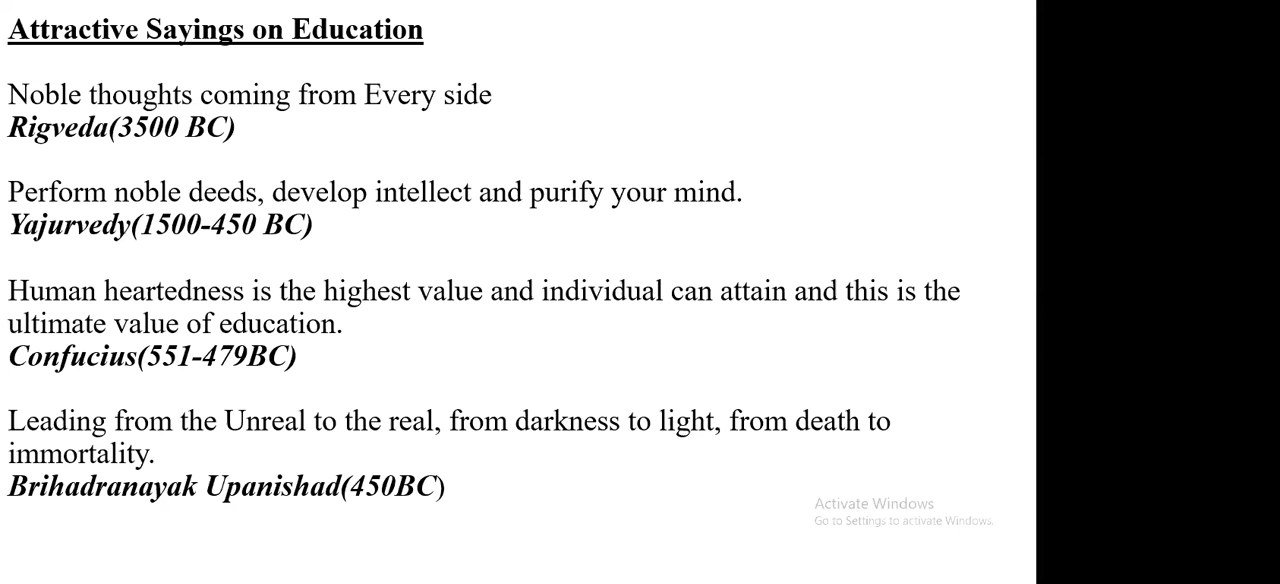 Attractive Sayings on Education
Noble thoughts coming from Every side
Rigveda(3500 BC)
Perform noble deeds, develop intellect and purify your mind.
Yajurvedy(1500-450 BC)
Human heartedness is the highest value and individual can attain and this is the
ultimate value of education.
Confucius(551-479BC)
Leading from the Unreal to the real, from darkness to light, from death to
immortality.
Brihadranayak Upanishad(450BC)
Activate Windows
Go to Settings to activate Windows.